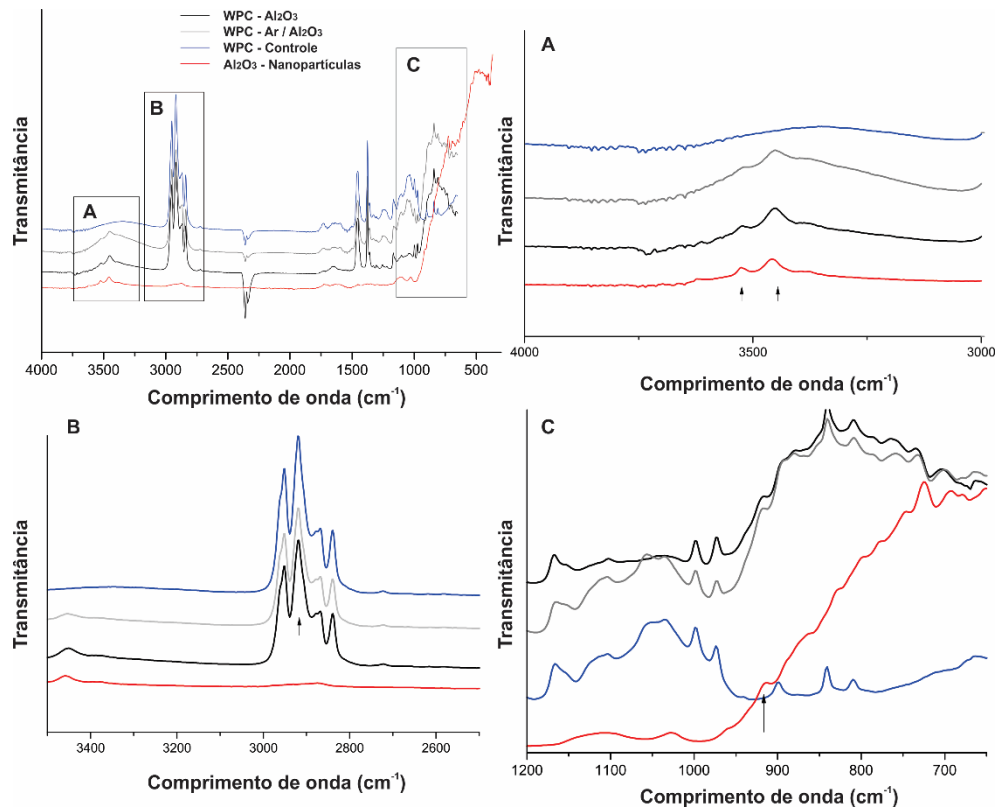 WPC - Al₂O₃
WPC - Ar / Al₂O₃
WPC - Controle
Al₂O₃ - Nanopartículas
A
B
C
Transmitância
4000 3500 3000 2500 2000 1500 1000 500
Comprimento de onda (cm⁻¹)
A
Transmitância
4000 3500 3000
Comprimento de onda (cm⁻¹)
B
Transmitância
3400 3200 3000 2800 2600
Comprimento de onda (cm⁻¹)
C
Transmitância
1200 1100 1000 900 800 700
Comprimento de onda (cm⁻¹)